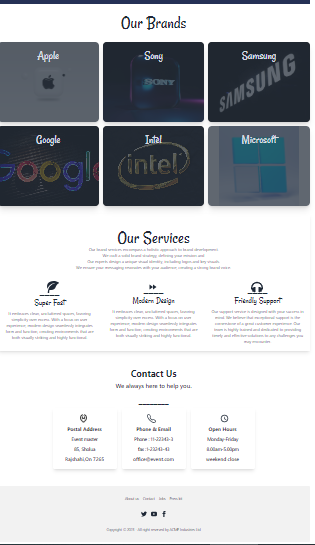 Our Brands
Apple
Sony
Samsung
SONY
SAMSUNG
Google
Intel
Microsoft
Google
intel
Our Services
Our brand services encompass a holistic approach to brand development.
We craft a solid brand strategy, defining your mission and
Our experts design a unique visual identity, including logos and key visuals.
We ensure your messaging resonates with your audience, creating a strong brand voice.
Super Fast
Modern Design
Friendly Support
It embraces clean, uncluttered spaces, favoring
simplicity over excess. With a focus on user
experience, modern design seamlessly integrates
form and function, creating environments that are
both visually striking and highly functional.
It embraces clean, uncluttered spaces, favoring
simplicity over excess. With a focus on user
experience, modern design seamlessly integrates
form and function, creating environments that are
both visually striking and highly functional.
Our support service is designed with your success in
mind. We believe that exceptional support is the
cornerstone of a great customer experience. Our
team is highly trained and dedicated to providing
timely and effective solutions to any challenges you
may encounter.
Contact Us
We always here to help you.
Postal Address
Event master
85, Sholua
Rajshahi,Bn 7265
Phone & Email
Phone :11-22343-3
fax :1-23243-43
office@event.com
Open Hours
Monday-Friday
8.00am-5.00pm
weekend close
About us Contact Jobs Press kit
Copyright © 2023 - All right reserved by ACME Industries Ltd